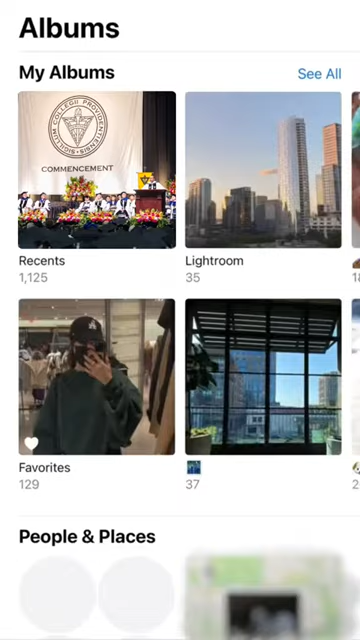 Albums
My Albums
See All
COMMENCEMENT
Recents
Lightroom
1,125
35
Favorites
129
37
People & Places